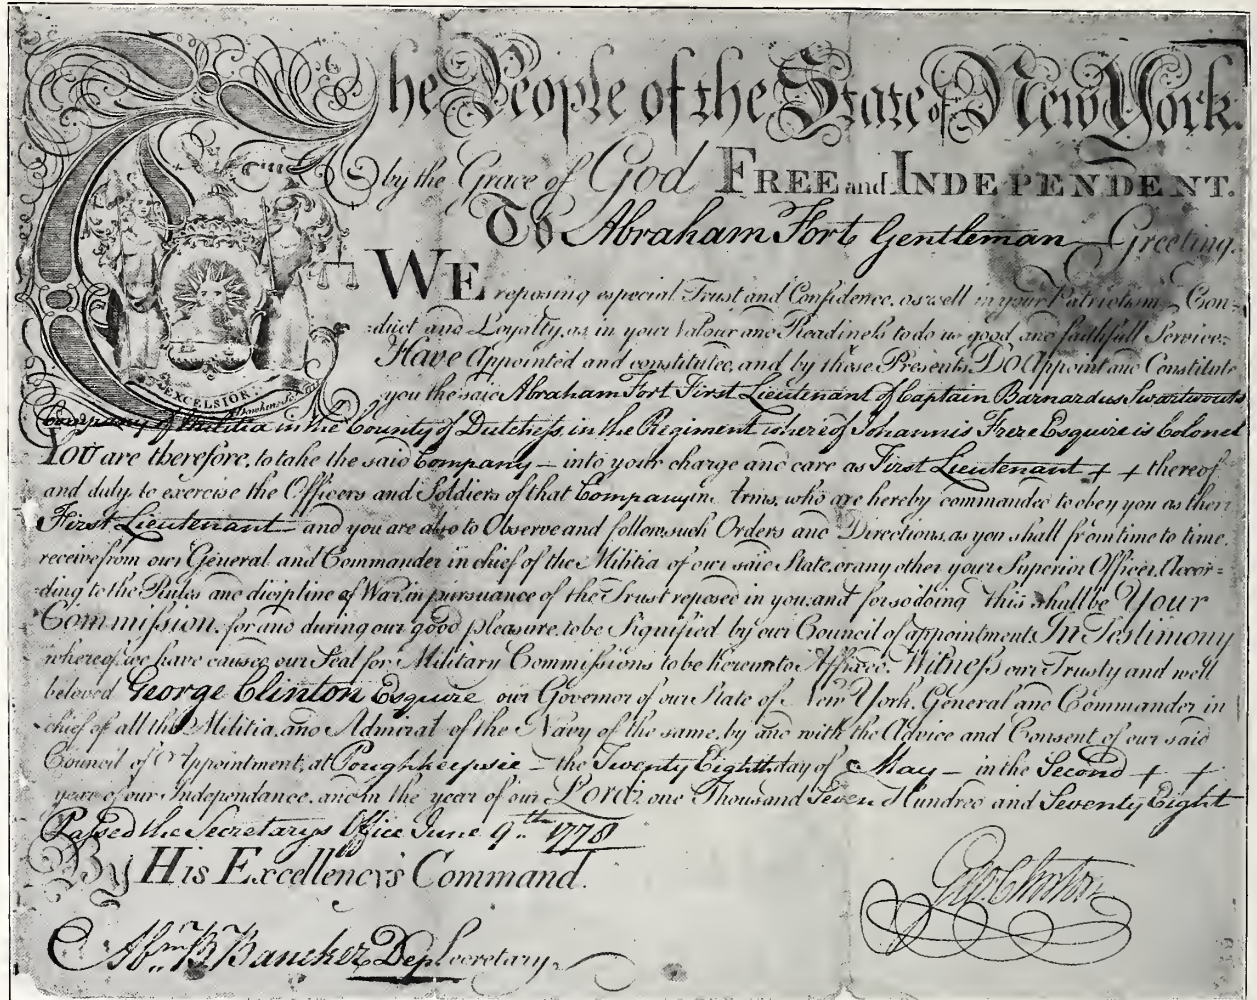 The People of the State of New York.
by the Grace of God FREE and INDEPENDENT.
To Abraham Fort Gentleman Greeting.
WE reposing especial Trust and Confidence, as well in your Patriotism, Con-
duct and Loyalty, as in your Valour and Readiness to do us good and faithfull Service;
Have Appointed and constituted, and by these Presents, DO Appoint and Constitute
you the said Abraham Fort First Lieutenant of Captain Barnardus Swartwouts
EXCELSIOR.
Company of Militia in the County of Dutchess, in the Regiment where of Johannis Frere Esquire is Colonel
YOU are therefore, to take the said Company – into your charge and care as First Lieutenant + + thereof
and duly to exercise the Officers and Soldiers of that Company in Arms, who are hereby commanded to obey you as their
First Lieutenant – and you are also to Observe and follow such Orders and Directions, as you shall from time to time,
receive from our General and Commander in chief of the Militia of our said State, or any other your Superior Officer, Accor-
ding to the Rules and dicipline of War, in pursuance of the Trust reposed in you, and for so doing this shall be Your
Commission, for and during our good pleasure, to be Signified by our Council of appointment. In Testimony
whereof, we have caused our Seal for Military Commissions to be hereunto Affixed. Witness our Trusty and well
beloved George Clinton Esquire our Governor of our State of New York, General and Commander in
chief of all the Militia, and Admiral of the Navy of the same, by and with the Advice and Consent of our said
Council of Appointment, at Poughkeepsie – the Twenty Eighth day of May – in the Second + +
year of our Independance, and in the year of our Lord, one Thousand Seven Hundred and Seventy Eight
Passed the Secretarys Office June 9.th 1778
By His Excellency's Command.
Geo. Clinton
Abm. B. Bancker Dep Secretary